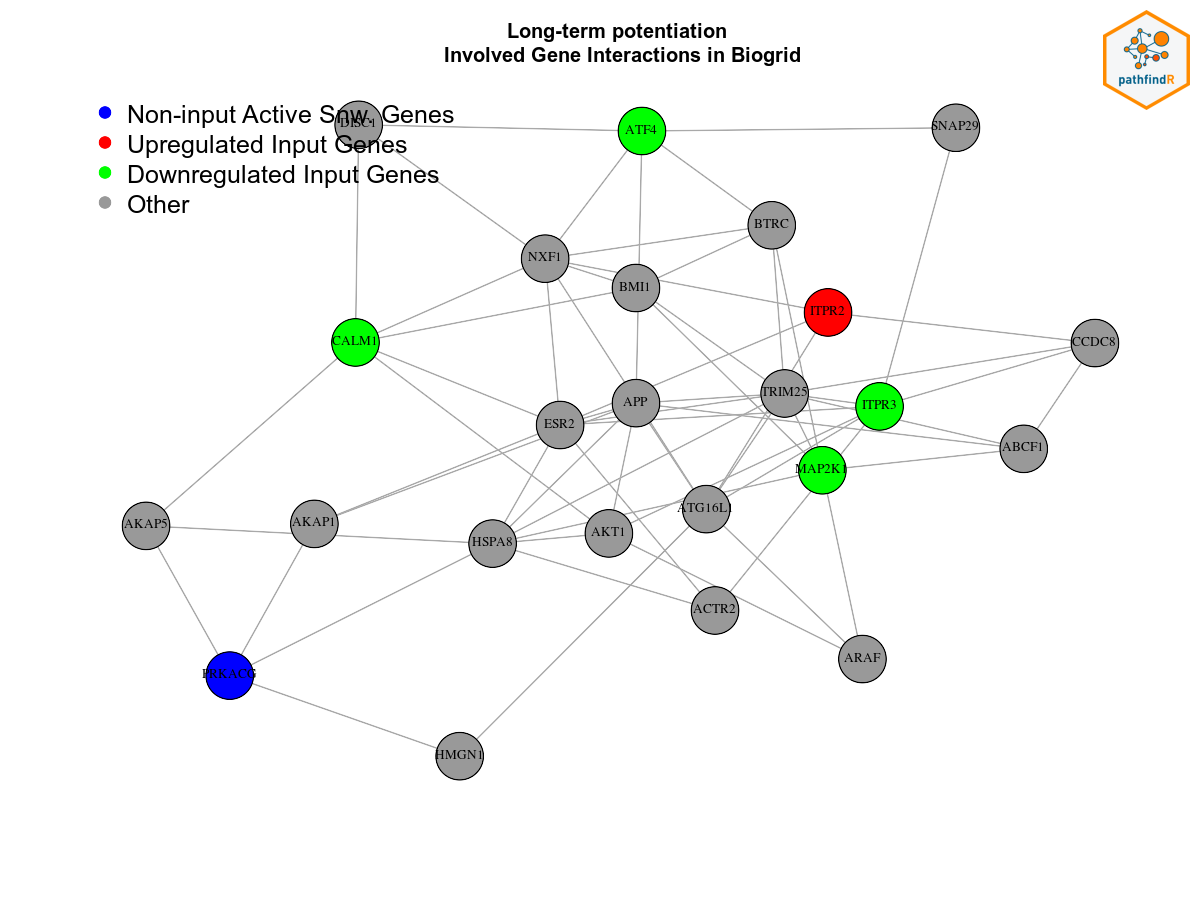 Long-term potentiation
Involved Gene Interactions in Biogrid
pathfindR
Non-input Active Snw. Genes
Upregulated Input Genes
Downregulated Input Genes
Other
DISC1
ATF4
SNAP29
BTRC
NXF1
BMI1
ITPR2
CALM1
CCDC8
TRIM25
APP
ITPR3
ESR2
ABCF1
MAP2K1
ATG16L1
AKAP5
AKAP1
AKT1
HSPA8
ACTR2
ARAF
PRKACG
HMGN1